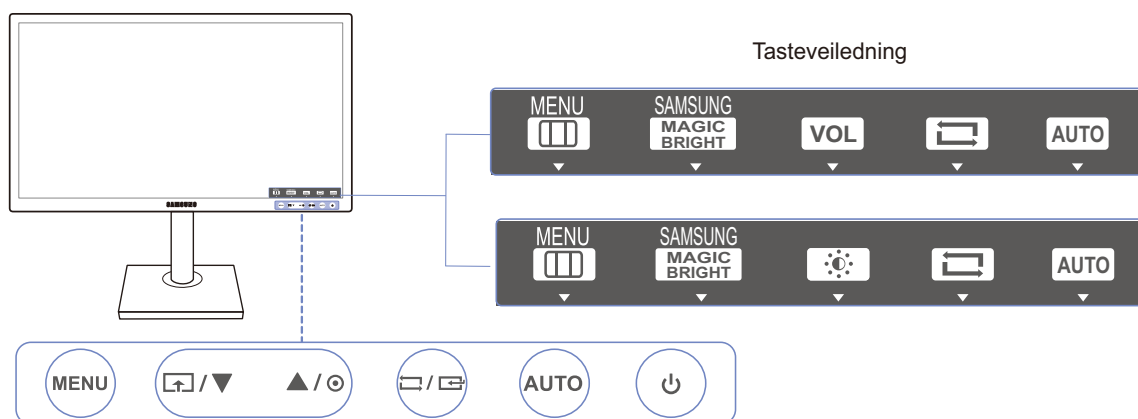 Tasteveiledning
MENU
SAMSUNG
MAGIC
BRIGHT
VOL
AUTO
SAMSUNG
MENU
SAMSUNG
MAGIC
BRIGHT
AUTO
MENU
/
/
/
AUTO